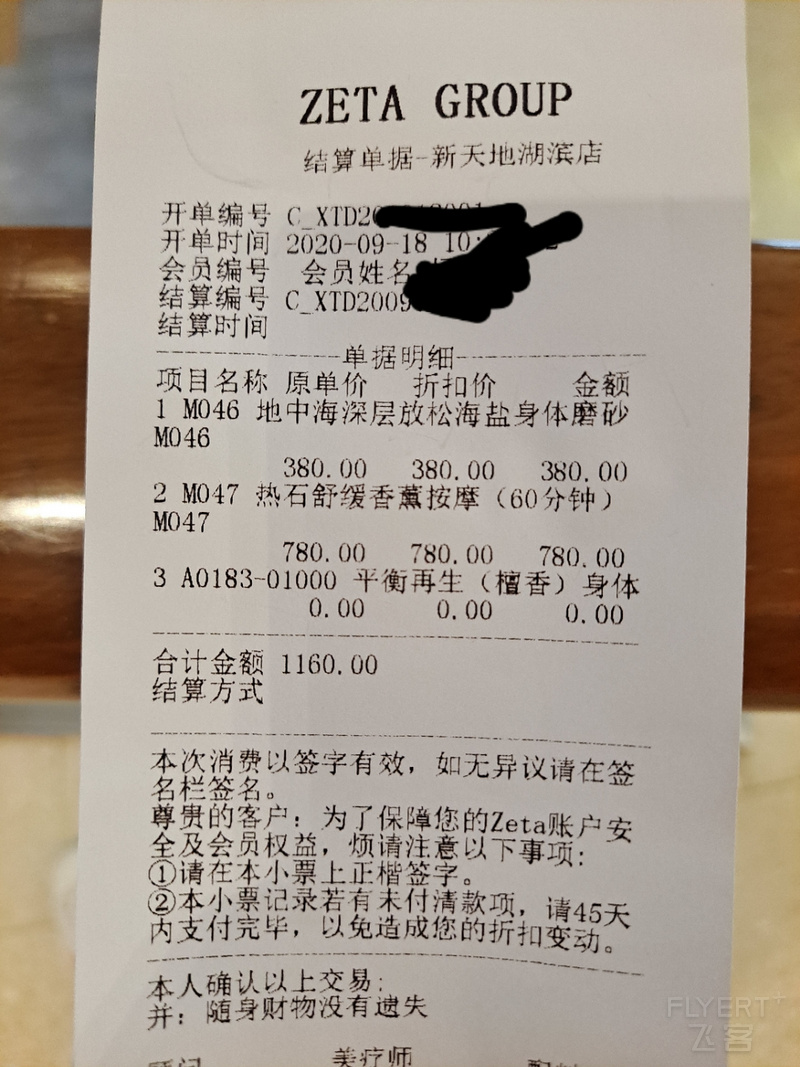 ZETA GROUP
结算单据-新天地湖滨店
开单编号 C_XTD20
开单时间 2020-09-18 10:
会员编号 会员姓名
结算编号 C_XTD2009
结算时间
单据明细
项目名称 原单价 折扣价 金额
1 M046 地中海深层放松海盐身体磨砂
M046
380.00 380.00 380.00
2 M047 热石舒缓香薰按摩（60分钟）
M047
780.00 780.00 780.00
3 A0183-01000 平衡再生（檀香）身体
0.00 0.00 0.00
合计金额 1160.00
结算方式
本次消费以签字有效，如无异议请在签
名栏签名。
尊贵的客户：为了保障您的Zeta账户安
全及会员权益，烦请注意以下事项：
①请在本小票上正楷签字。
②本小票记录若有未付清款项，请45天
内支付完毕，以免造成您的折扣变动。
本人确认以上交易；
并：随身财物没有遗失
顾问 美疗师
FLYERT+
飞客